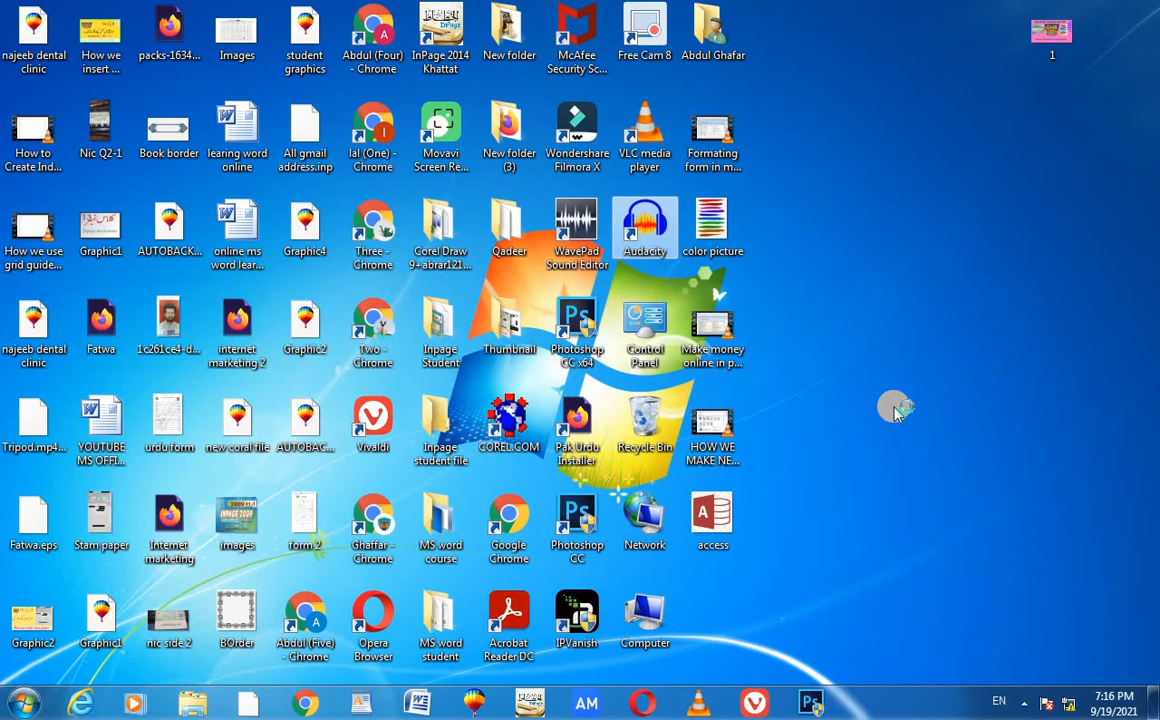 najeeb dental
clinic
How we
insert ...
packs-1634...
Images
student
graphics
Abdul (Four)
- Chrome
InPage 2014
Khattat
New folder
McAfee
Security Sc...
Free Cam 8
Abdul Ghafar
1
How to
Create Ind...
Nic Q2-1
Book border
learing word
online
All gmail
address.inp
lal (One) -
Chrome
Movavi
Screen Re...
New folder
(3)
Wondershare
Filmora X
VLC media
player
Formating
form in m...
How we use
grid guide...
Graphic1
AUTOBACK...
online ms
word lear...
Graphic4
Three -
Chrome
Corel Draw
9+abrar121...
Qadeer
WavePad
Sound Editor
Audacity
color picture
najeeb dental
clinic
Fatwa
1c261ce4-d...
internet
marketing 2
Graphic2
Two -
Chrome
Inpage
Student
Thumbnail
Photoshop
CC x64
Control
Panel
Make money
online in p...
Tripod.mp4...
YOUTUBE
MS OFFI...
urdu form
new coral file
AUTOBAC...
Vivaldi
Inpage
student file
COREL.COM
Pak Urdu
Installer
Recycle Bin
HOW WE
MAKE NE...
Fatwa.eps
Stam paper
Internet
marketing
images
form 2
Ghaffar -
Chrome
MS word
course
Google
Chrome
Photoshop
CC
Network
access
Graphic2
Graphic1
nic side 2
BOrder
Abdul (Five)
- Chrome
Opera
Browser
MS word
student
Acrobat
Reader DC
IPVanish
Computer
AM
EN
7:16 PM
9/19/2021